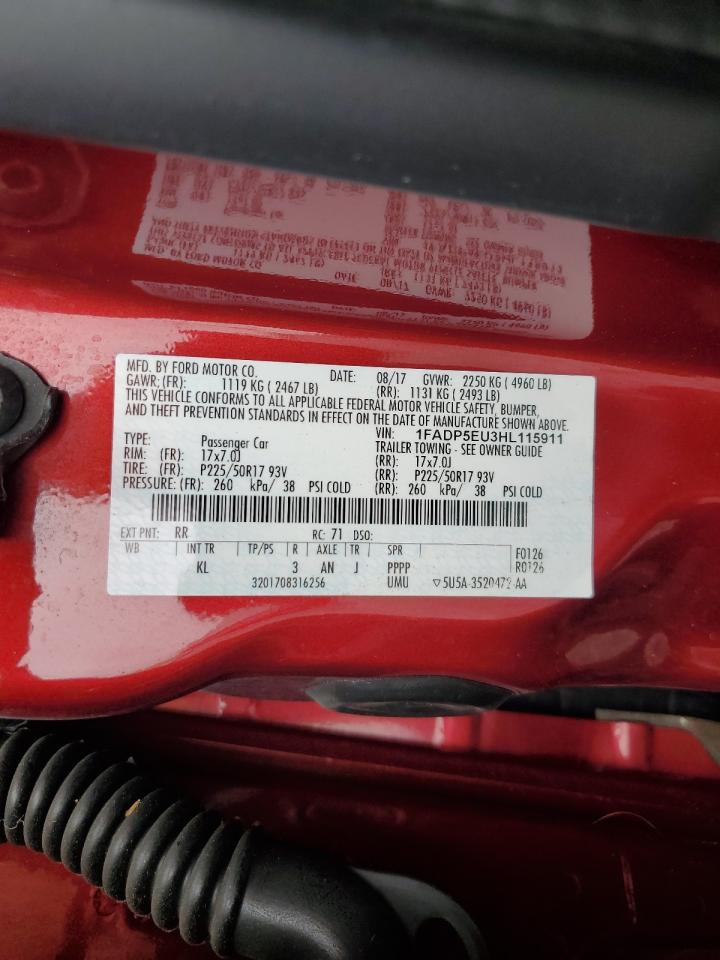 MFD. BY FORD MOTOR CO. DATE: 08/17 GVWR: 2250 KG ( 4960 LB)
GAWR: (FR): 1119 KG ( 2467 LB) (RR): 1131 KG ( 2493 LB)
THIS VEHICLE CONFORMS TO ALL APPLICABLE FEDERAL MOTOR VEHICLE SAFETY, BUMPER,
AND THEFT PREVENTION STANDARDS IN EFFECT ON THE DATE OF MANUFACTURE SHOWN ABOVE.
VIN: 1FADP5EU3HL115911
TYPE: Passenger Car TRAILER TOWING - SEE OWNER GUIDE
RIM: (FR): 17x7.0J (RR): 17x7.0J
TIRE: (FR): P225/50R17 93V (RR): P225/50R17 93V
PRESSURE: (FR): 260 kPa/ 38 PSI COLD (RR): 260 kPa/ 38 PSI COLD
EXT PNT: RR RC: 71 DSO:
WB INT TR TP/PS R AXLE TR SPR F0126
KL 3 AN J PPPP R0126
3201708316256 UMU ▽5U5A-3520472-AA